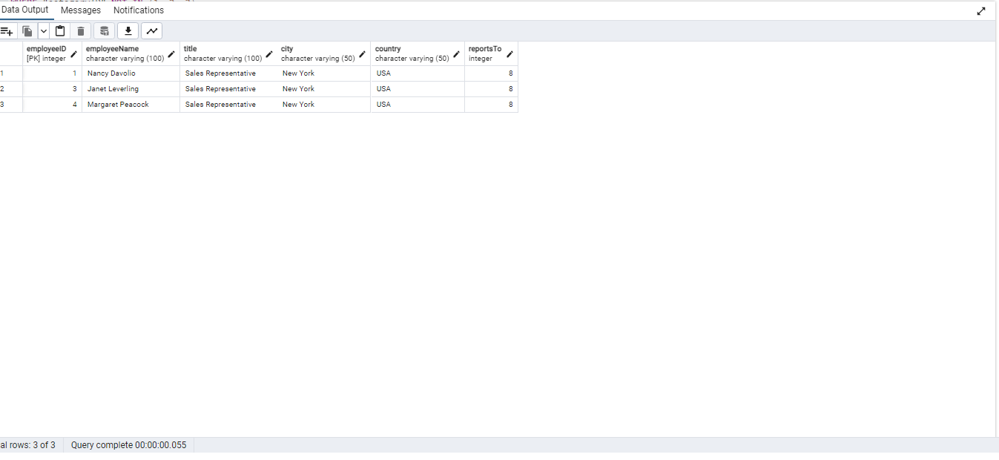 Data Output Messages Notifications
employeeID employeeName title city country reportsTo
[PK] integer character varying (100) character varying (100) character varying (50) character varying (50) integer
1 1 Nancy Davolio Sales Representative New York USA 8
2 3 Janet Leverling Sales Representative New York USA 8
3 4 Margaret Peacock Sales Representative New York USA 8
al rows: 3 of 3 Query complete 00:00:00.055